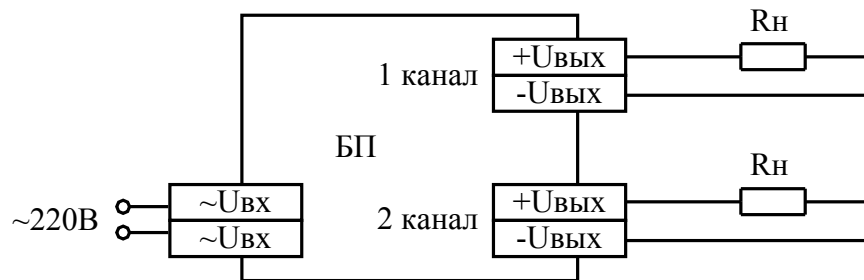 Rн
+Uвых
1 канал
-Uвых
БП
Rн
~Uвх
+Uвых
~220В
2 канал
~Uвх
-Uвых